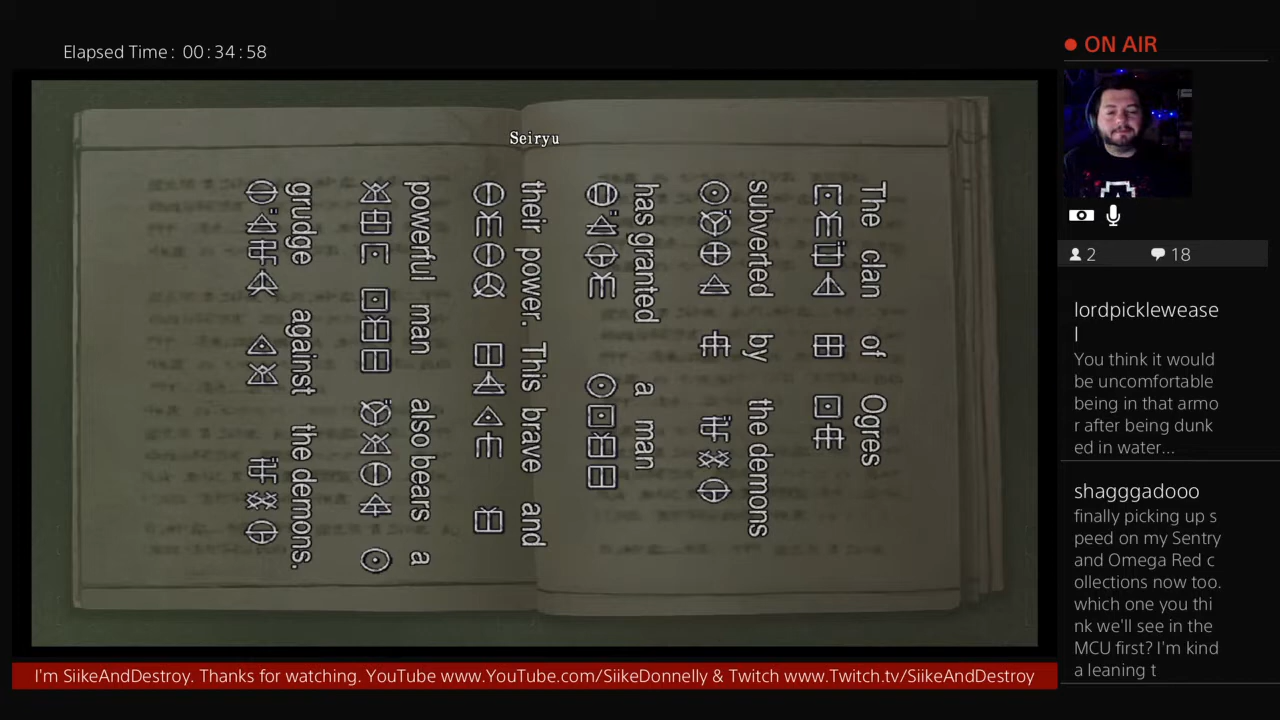 Elapsed Time: 00:34:58
ON AIR
Seiryu
The clan of Ogres
subverted by the demons
has granted a man
their power. This brave and
powerful man also bears a
grudge against the demons.
2 18
lordpicklewease
l
You think it would
be uncomfortable
being in that armo
r after being dunk
ed in water...
shagggadooo
finally picking up s
peed on my Sentry
and Omega Red c
ollections now too.
which one you thi
nk we'll see in the
MCU first? I'm kind
a leaning t
I'm SiikeAndDestroy. Thanks for watching. YouTube www.YouTube.com/SiikeDonnelly & Twitch www.Twitch.tv/SiikeAndDestroy